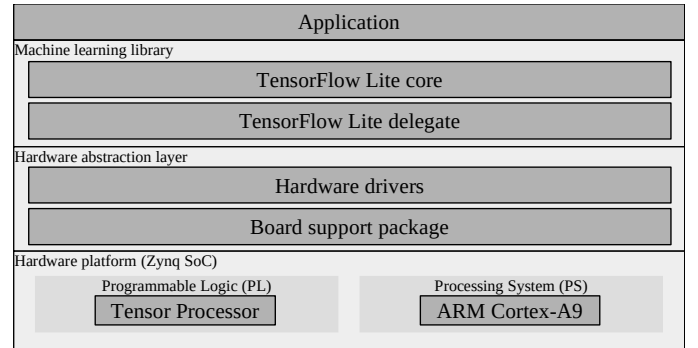 Application
Machine learning library
TensorFlow Lite core
TensorFlow Lite delegate
Hardware abstraction layer
Hardware drivers
Board support package
Hardware platform (Zynq SoC)
Programmable Logic (PL)
Tensor Processor
Processing System (PS)
ARM Cortex-A9